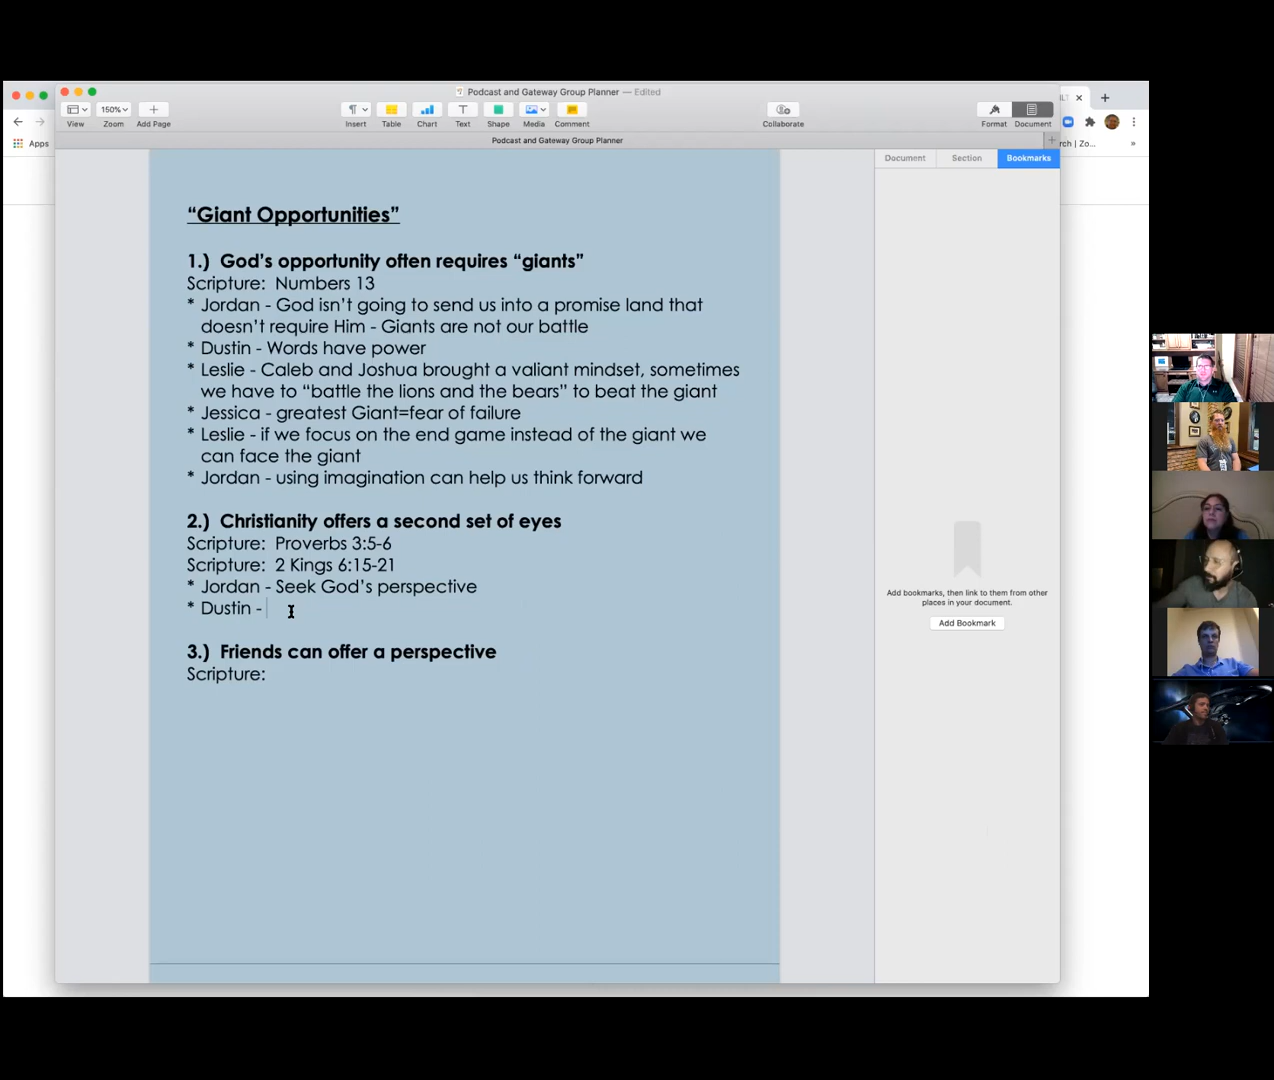 Podcast and Gateway Group Planner — Edited
150%
View
Zoom
Add Page
Insert
Table
Chart
Text
Shape
Media
Comment
Collaborate
Format
Document
Podcast and Gateway Group Planner
Apps
rch | Zo...
Document
Section
Bookmarks
“Giant Opportunities”
1.) God’s opportunity often requires “giants”
Scripture: Numbers 13
* Jordan - God isn’t going to send us into a promise land that
doesn’t require Him - Giants are not our battle
* Dustin - Words have power
* Leslie - Caleb and Joshua brought a valiant mindset, sometimes
we have to “battle the lions and the bears” to beat the giant
* Jessica - greatest Giant=fear of failure
* Leslie - if we focus on the end game instead of the giant we
can face the giant
* Jordan - using imagination can help us think forward
2.) Christianity offers a second set of eyes
Scripture: Proverbs 3:5-6
Scripture: 2 Kings 6:15-21
* Jordan - Seek God’s perspective
* Dustin -
3.) Friends can offer a perspective
Scripture:
Add bookmarks, then link to them from other
places in your document.
Add Bookmark